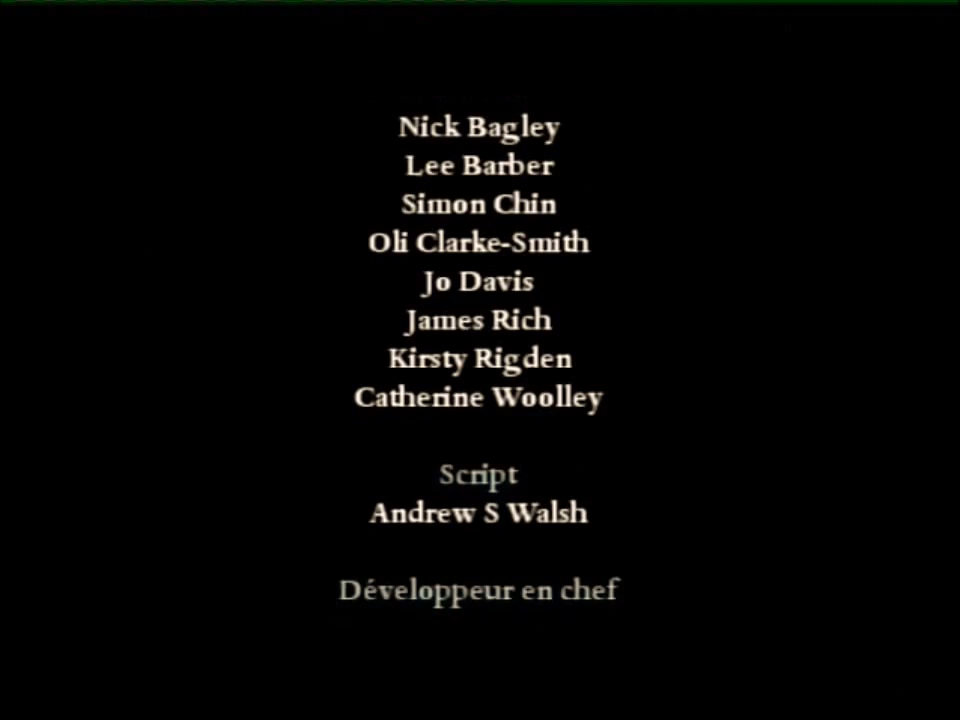 Nick Bagley
Lee Barber
Simon Chin
Oli Clarke-Smith
Jo Davis
James Rich
Kirsty Rigden
Catherine Woolley
Script
Andrew S Walsh
Développeur en chef